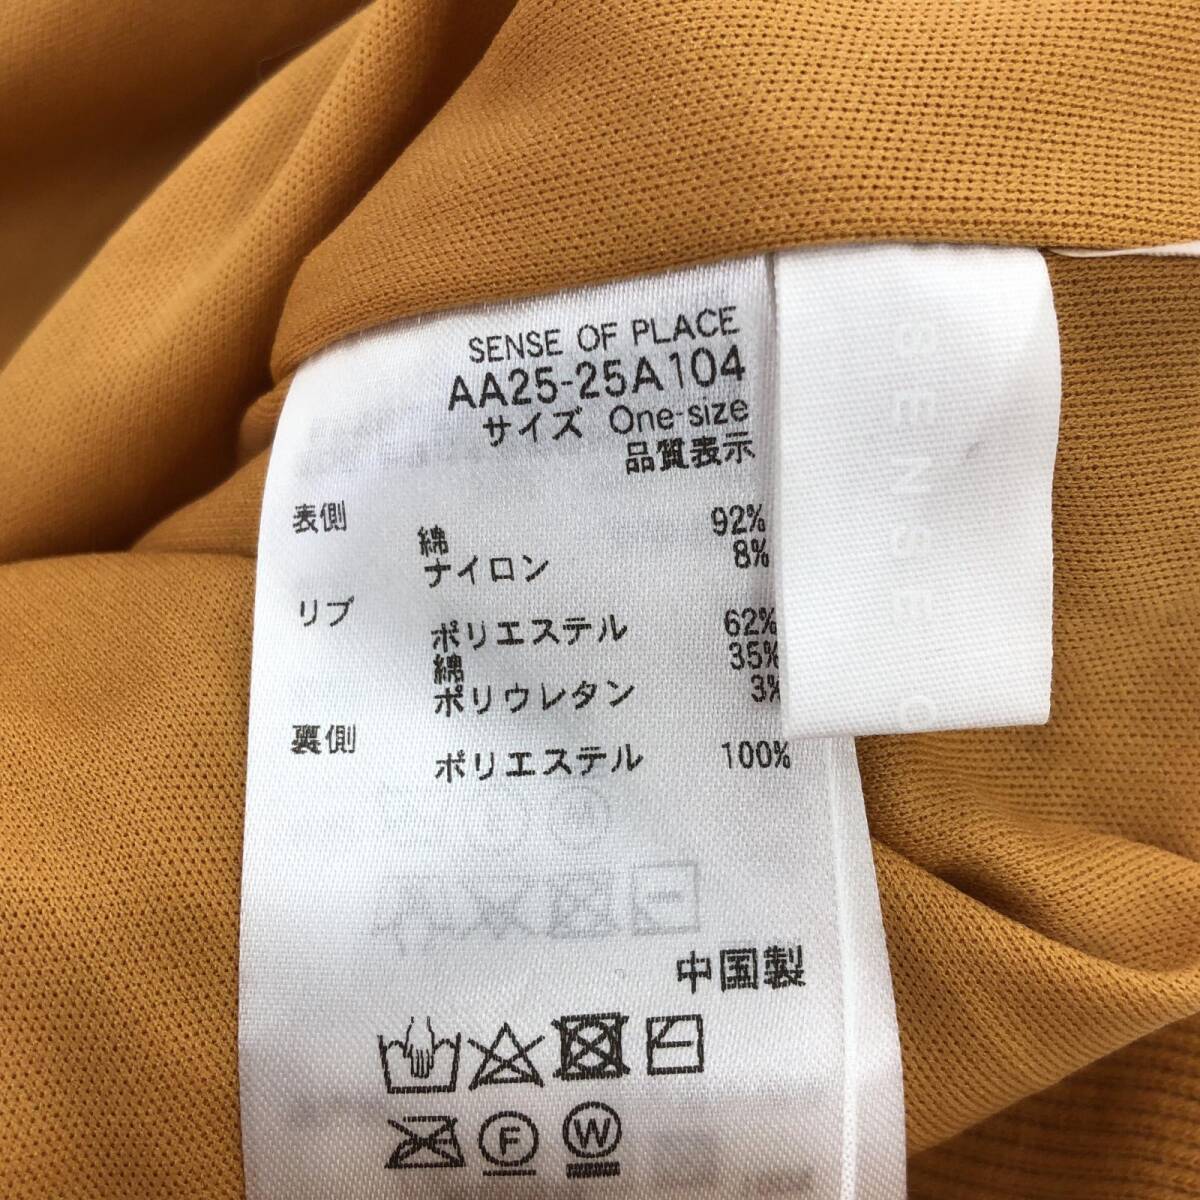 SENSE OF PLACE
AA25-25A104
サイズ One-size
品質表示
表側
綿 92%
ナイロン 8%
リブ
ポリエステル 62%
綿 35%
ポリウレタン 3%
裏側
ポリエステル 100%
中国製
F W
SENSE